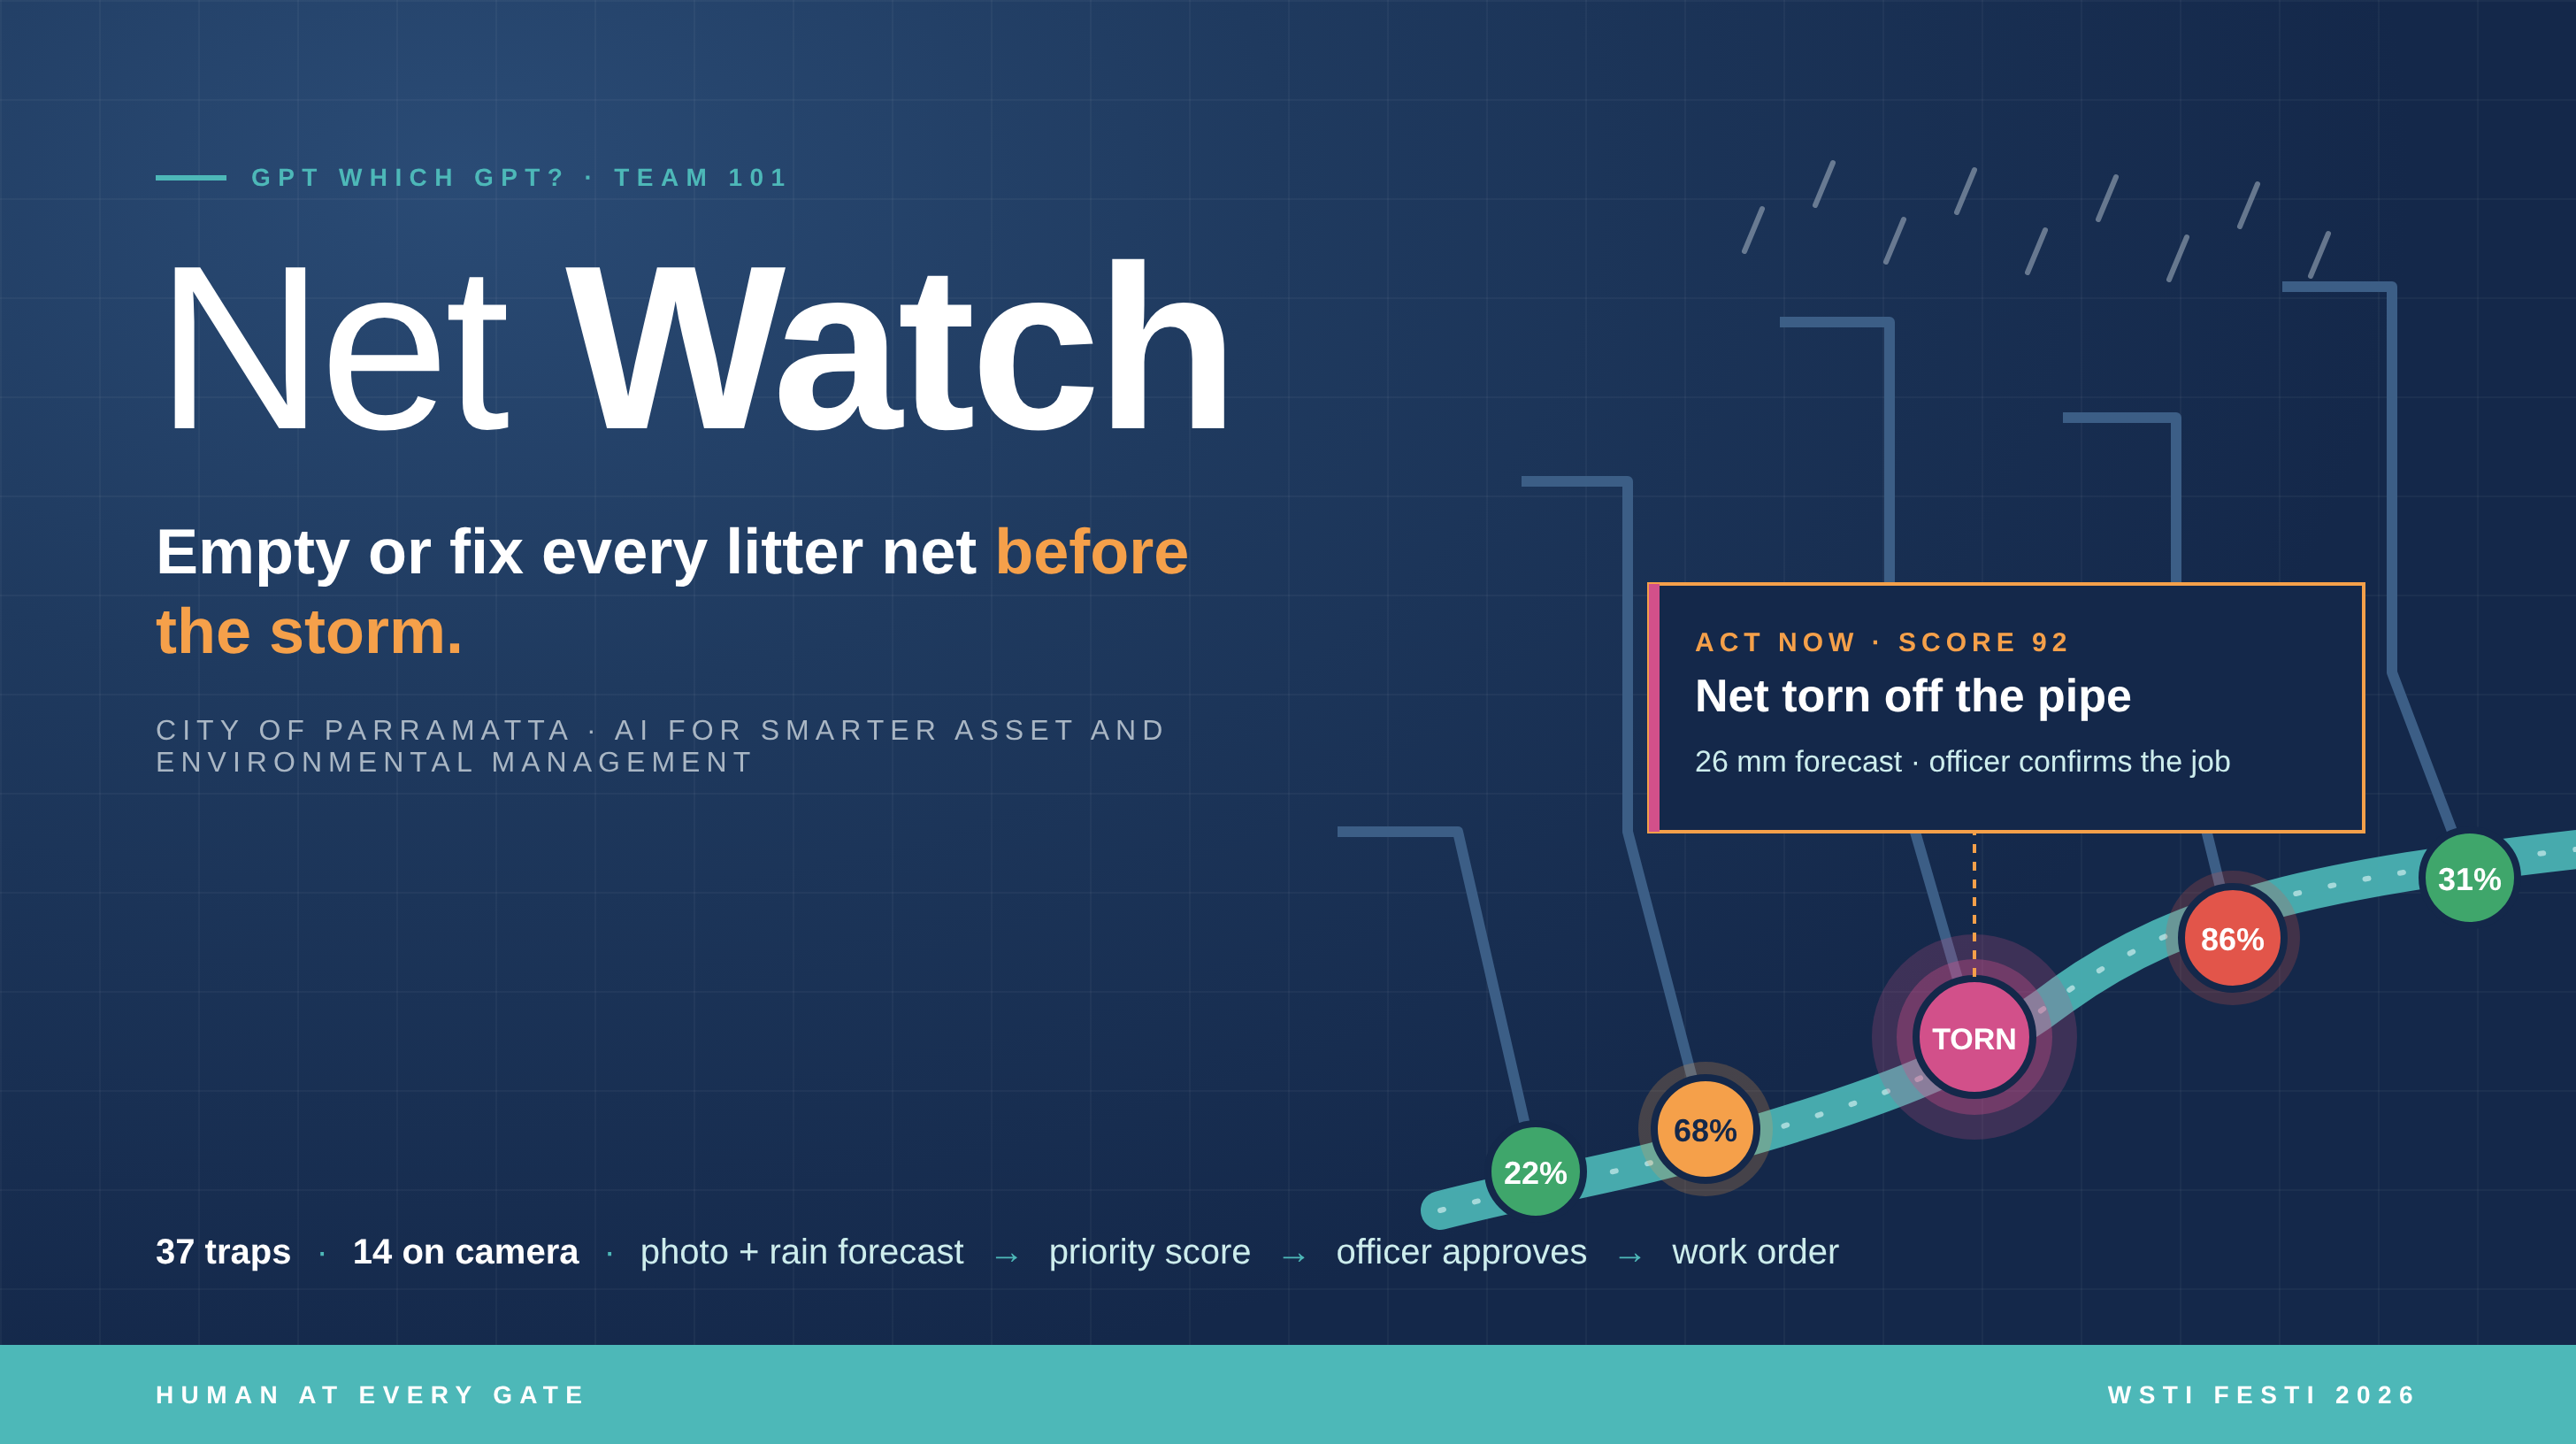 GPT WHICH GPT? · TEAM 101
Net Watch
Empty or fix every litter net before
the storm.
CITY OF PARRAMATTA · AI FOR SMARTER ASSET AND
ENVIRONMENTAL MANAGEMENT
ACT NOW · SCORE 92
Net torn off the pipe
26 mm forecast · officer confirms the job
31%
86%
TORN
68%
22%
37 traps · 14 on camera · photo + rain forecast → priority score → officer approves → work order
HUMAN AT EVERY GATE
WSTI FESTI 2026